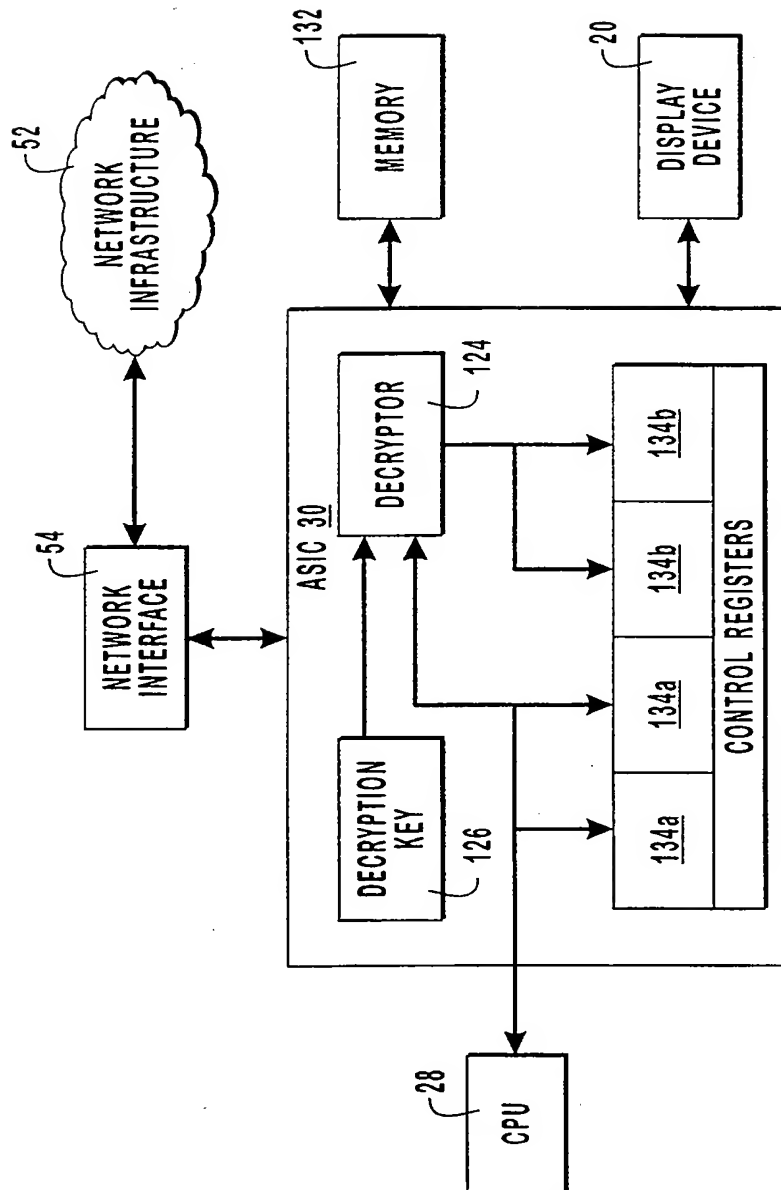 52
NETWORK
INFRASTRUCTURE
54
NETWORK
INTERFACE
132
MEMORY
20
DISPLAY
DEVICE
ASIC 30
DECRYPTION
KEY
126
DECRYPTOR
124
134a
134a
134b
134b
CONTROL REGISTERS
28
CPU